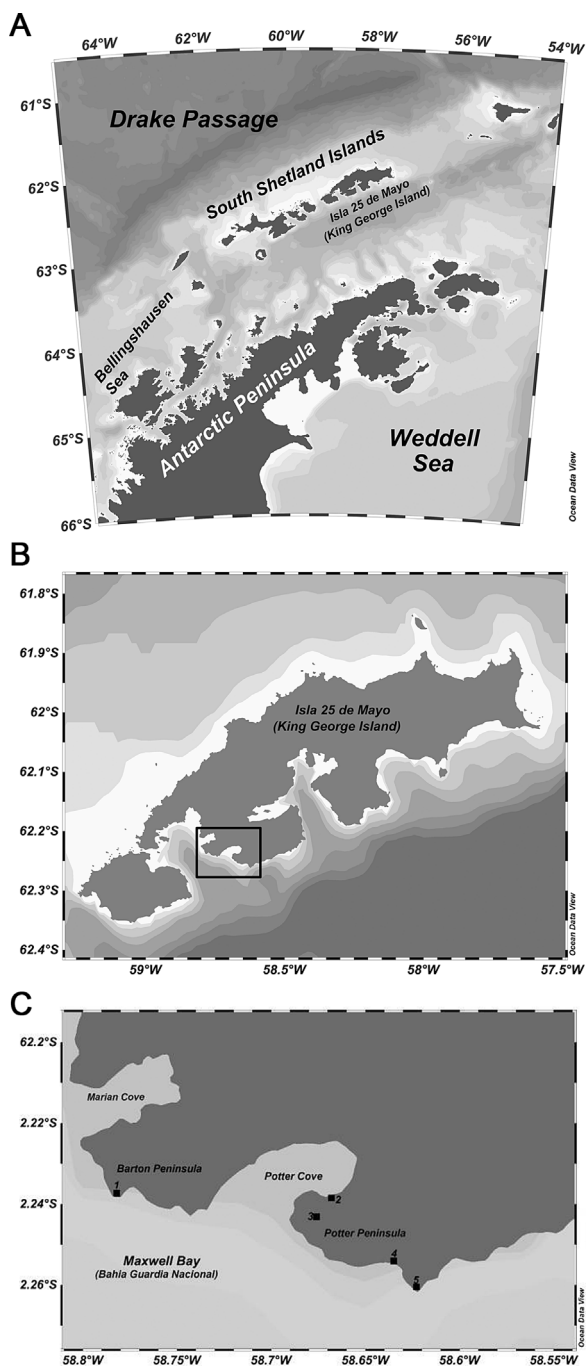 A
64°W
62°W
60°W
58°W
56°W
54°W
61°S
Drake Passage
South Shetland Islands
62°S
Isla 25 de Mayo
(King George Island)
63°S
Bellingshausen
Sea
64°S
Antarctic Peninsula
65°S
Weddell
Sea
66°S
Ocean Data View
B
61.8°S
61.9°S
62°S
Isla 25 de Mayo
(King George Island)
62.1°S
62.2°S
62.3°S
62.4°S
59°W
58.5°W
58°W
57.5°W
Ocean Data View
C
62.2°S
2.22°S
Marian Cove
Barton Peninsula
1
Potter Cove
2
2.24°S
3
Potter Peninsula
4
Maxwell Bay
(Bahia Guardia Nacional)
5
2.26°S
58.8°W
58.75°W
58.7°W
58.65°W
58.6°W
58.55°W
Ocean Data View